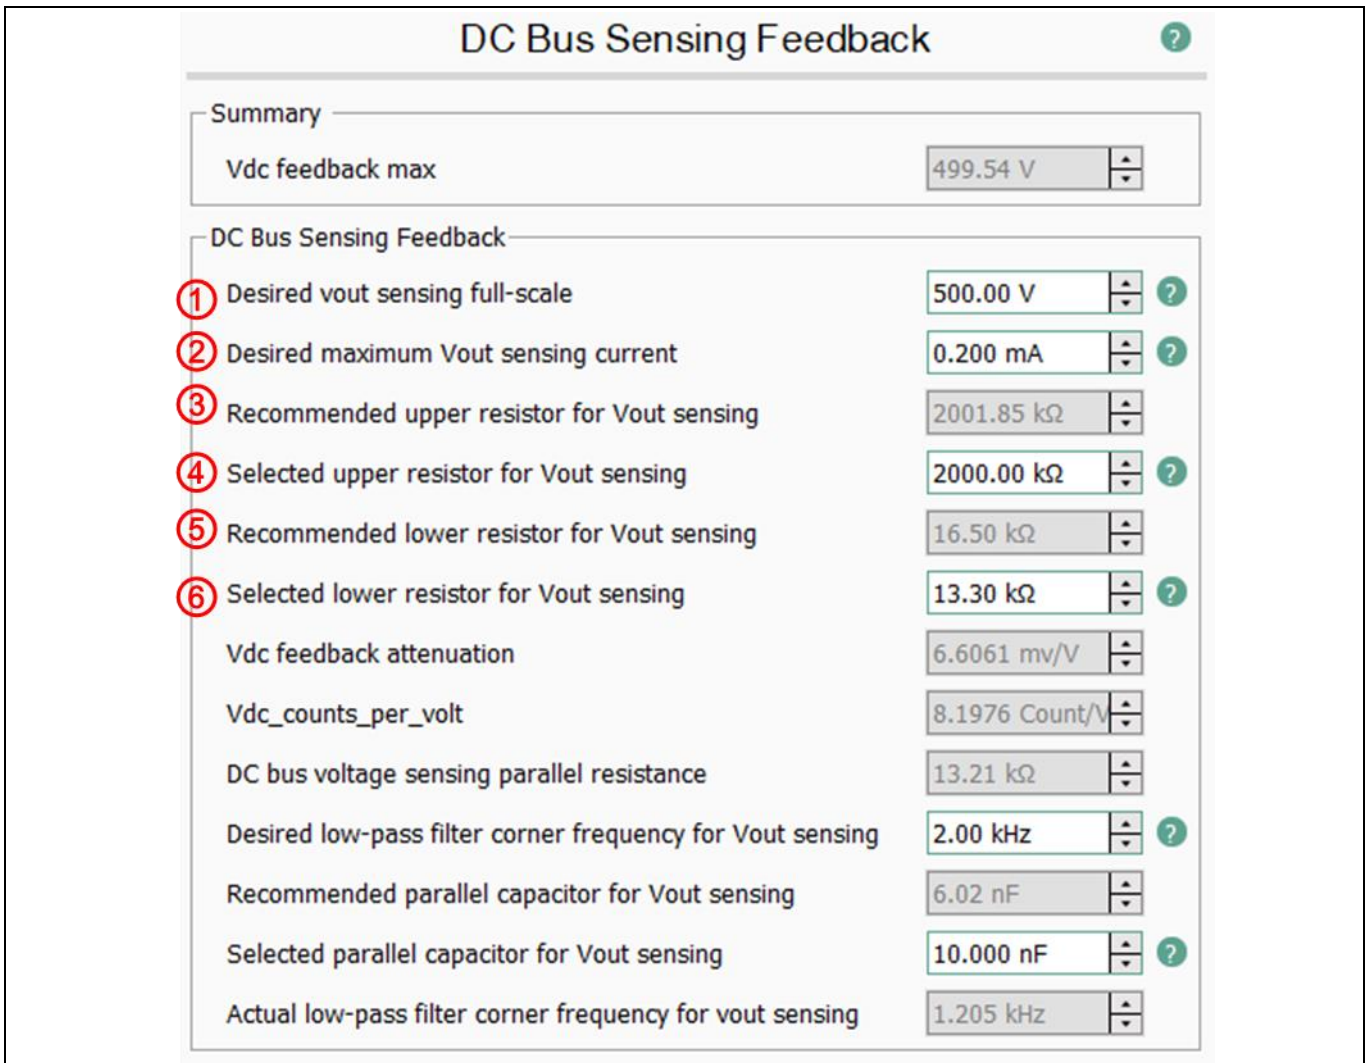 DC Bus Sensing Feedback ?
Summary
Vdc feedback max 499.54 V
DC Bus Sensing Feedback
① Desired vout sensing full-scale 500.00 V ?
② Desired maximum Vout sensing current 0.200 mA ?
③ Recommended upper resistor for Vout sensing 2001.85 kΩ
④ Selected upper resistor for Vout sensing 2000.00 kΩ ?
⑤ Recommended lower resistor for Vout sensing 16.50 kΩ
⑥ Selected lower resistor for Vout sensing 13.30 kΩ ?
Vdc feedback attenuation 6.6061 mv/V
Vdc_counts_per_volt 8.1976 Count/V
DC bus voltage sensing parallel resistance 13.21 kΩ
Desired low-pass filter corner frequency for Vout sensing 2.00 kHz ?
Recommended parallel capacitor for Vout sensing 6.02 nF
Selected parallel capacitor for Vout sensing 10.000 nF ?
Actual low-pass filter corner frequency for vout sensing 1.205 kHz